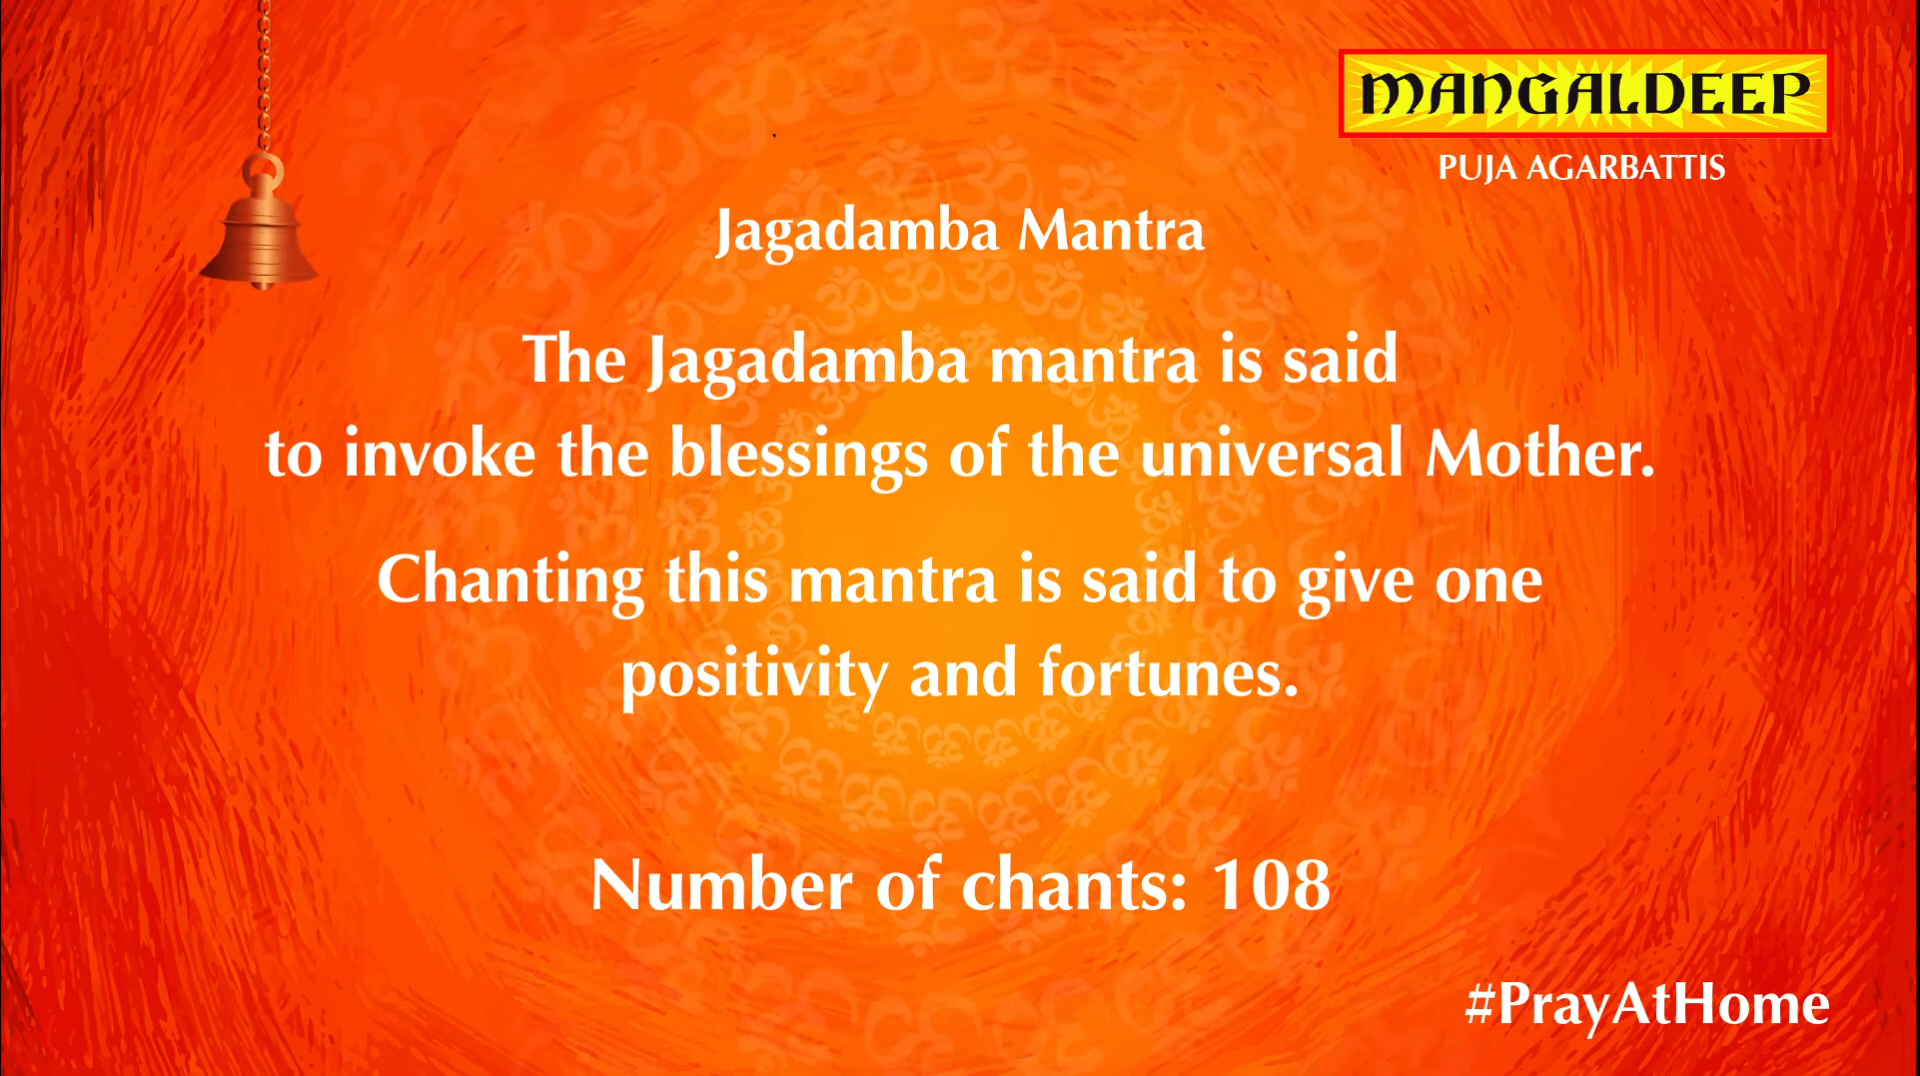 MANGALDEEP
PUJA AGARBATTIS
Jagadamba Mantra
The Jagadamba mantra is said
to invoke the blessings of the universal Mother.
Chanting this mantra is said to give one
positivity and fortunes.
Number of chants: 108
#PrayAtHome